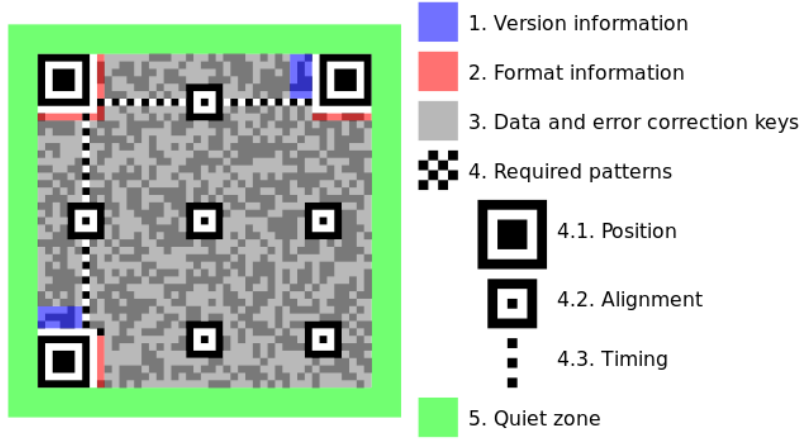 1. Version information
2. Format information
3. Data and error correction keys
4. Required patterns
4.1. Position
4.2. Alignment
4.3. Timing
5. Quiet zone